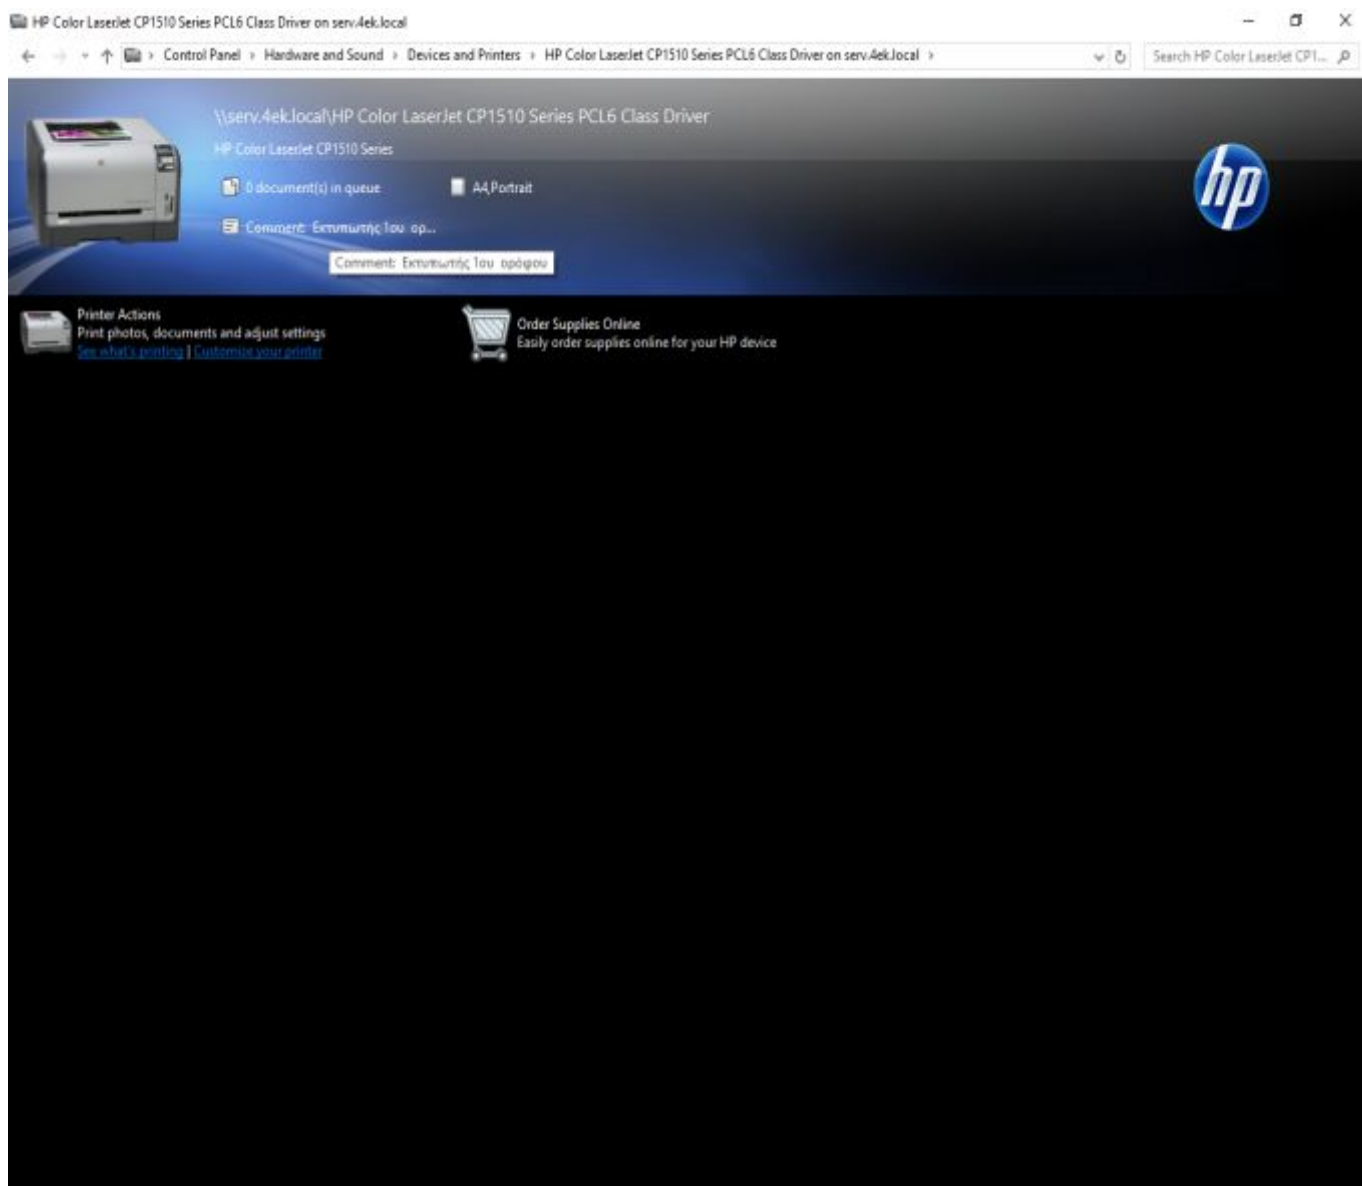 HP Color LaserJet CP1510 Series PCL6 Class Driver on serv.4ek.local
Control Panel › Hardware and Sound › Devices and Printers › HP Color LaserJet CP1510 Series PCL6 Class Driver on serv.4ek.local ›
Search HP Color LaserJet CP1...
\\serv.4ek.local\HP Color LaserJet CP1510 Series PCL6 Class Driver
HP Color LaserJet CP1510 Series
0 document(s) in queue
A4,Portrait
Comment: Εκτυπωτής 1ου ορ...
Comment: Εκτυπωτής 1ου ορόφου
hp
Printer Actions
Print photos, documents and adjust settings
See what's printing | Customize your printer
Order Supplies Online
Easily order supplies online for your HP device